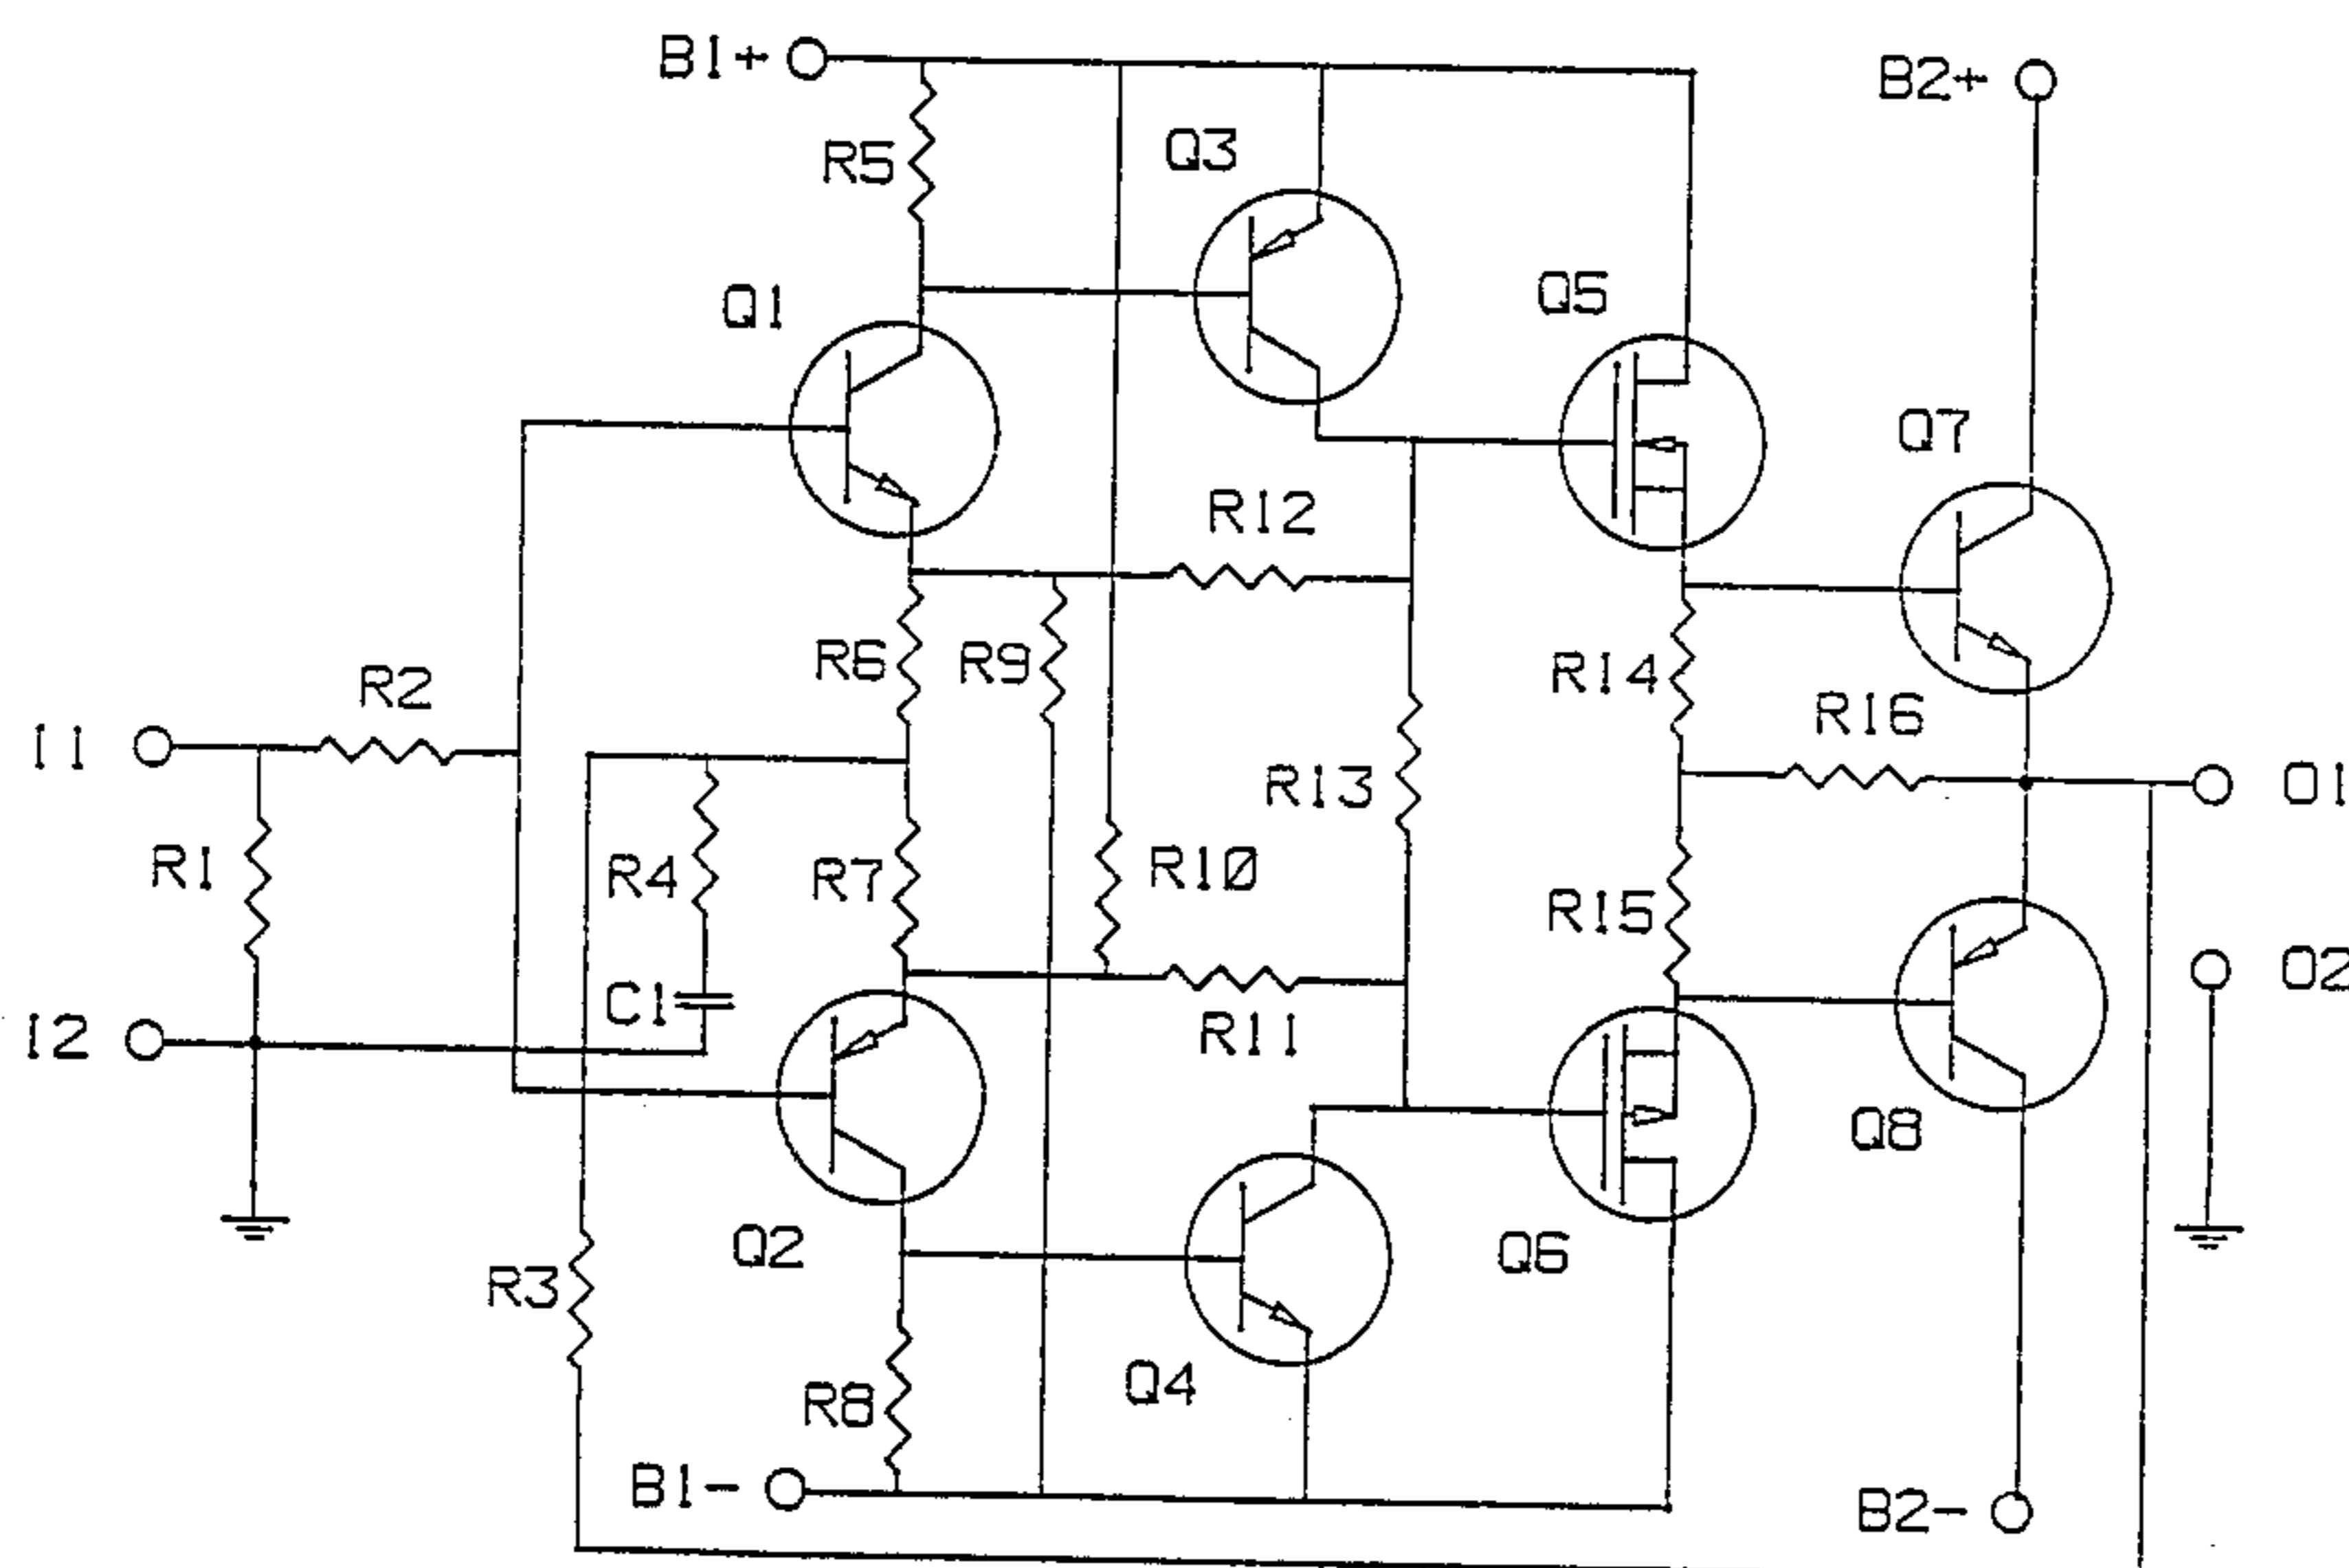 B1+
B2+
R5
Q3
Q1
Q5
Q7
R12
R2
R6
R9
R14
R16
I1
R13
O1
R1
R4
R7
R10
R15
C1
O2
I2
R11
Q2
Q6
Q8
R3
Q4
R8
B1-
B2-